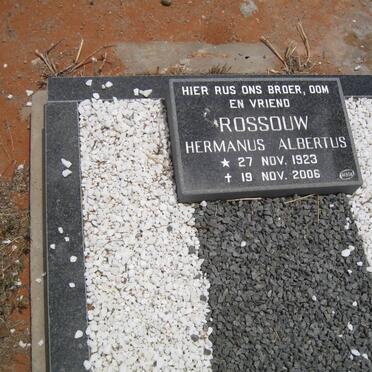 HIER RUS ONS BROER, OOM
EN VRIEND
ROSSOUW
HERMANUS ALBERTUS
★ 27 NOV. 1923
✝ 19 NOV. 2006